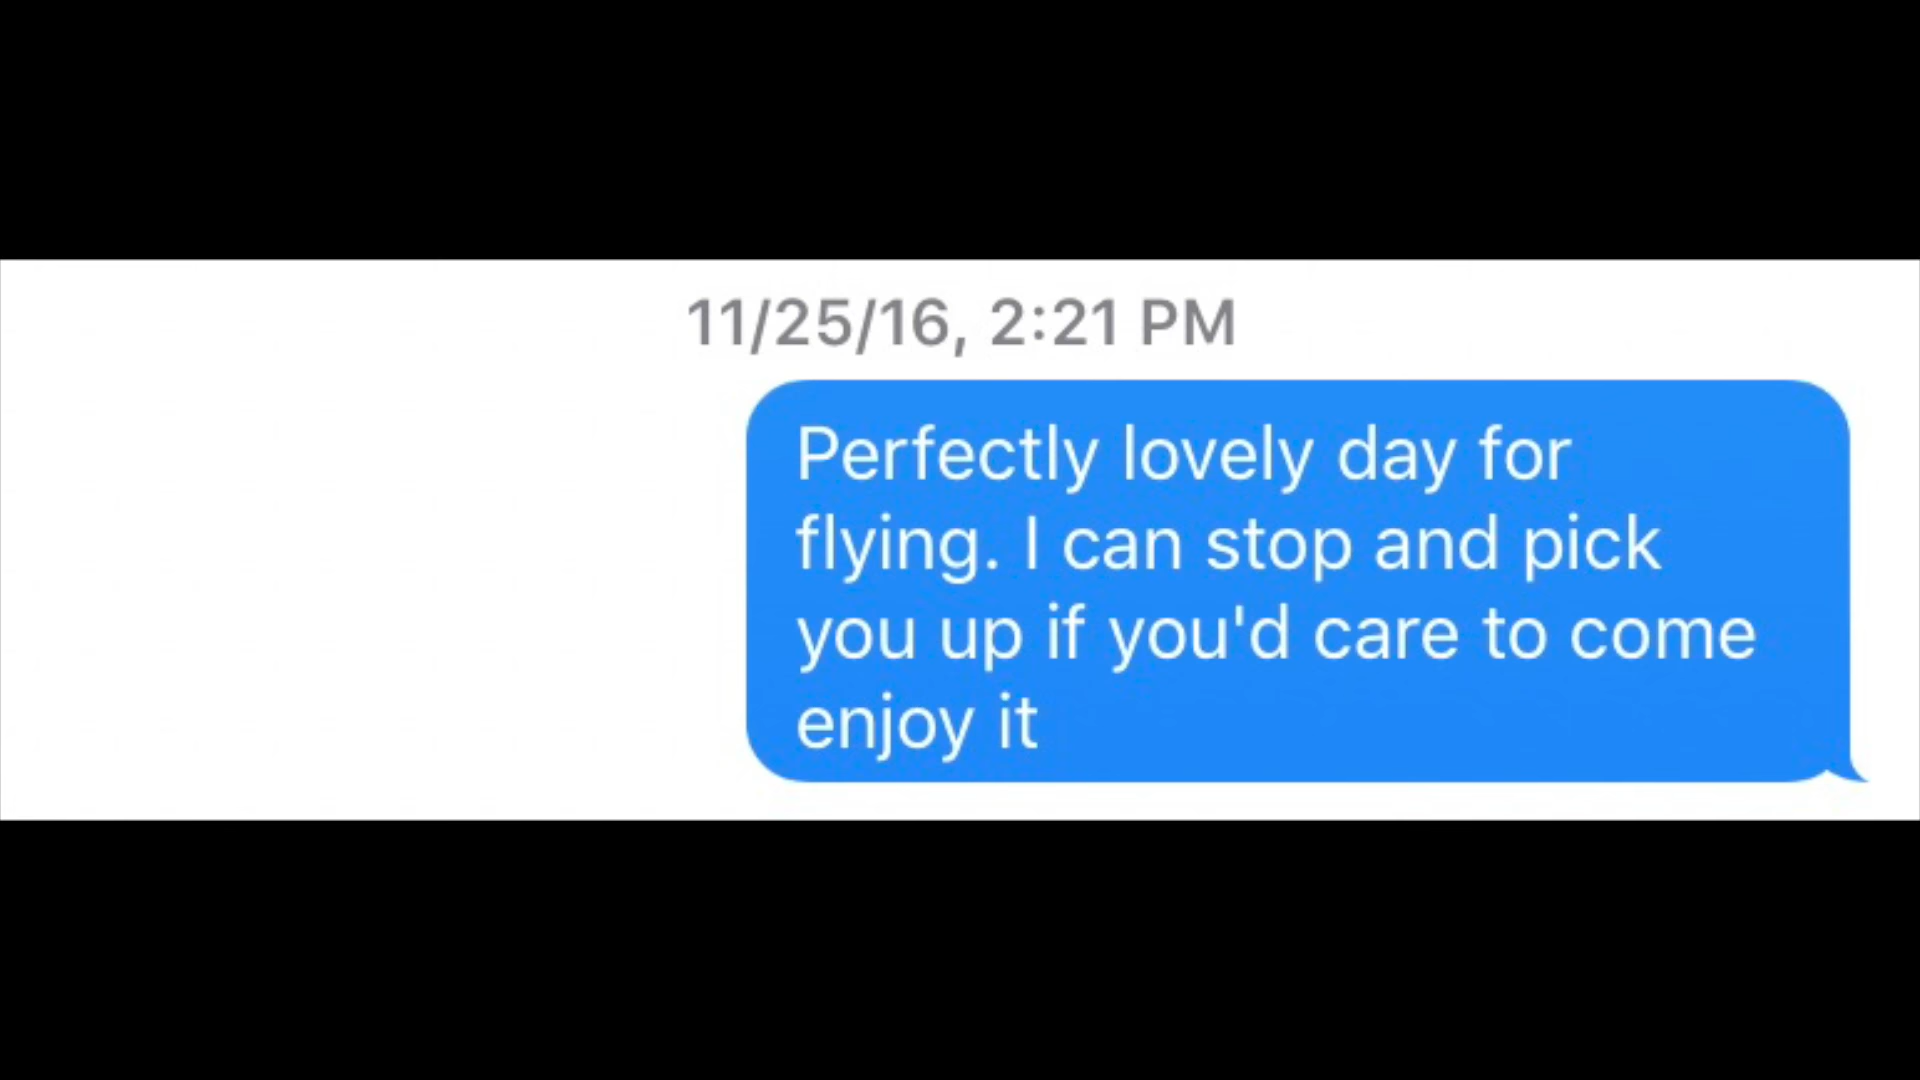 11/25/16, 2:21 PM
Perfectly lovely day for
flying. I can stop and pick
you up if you'd care to come
enjoy it